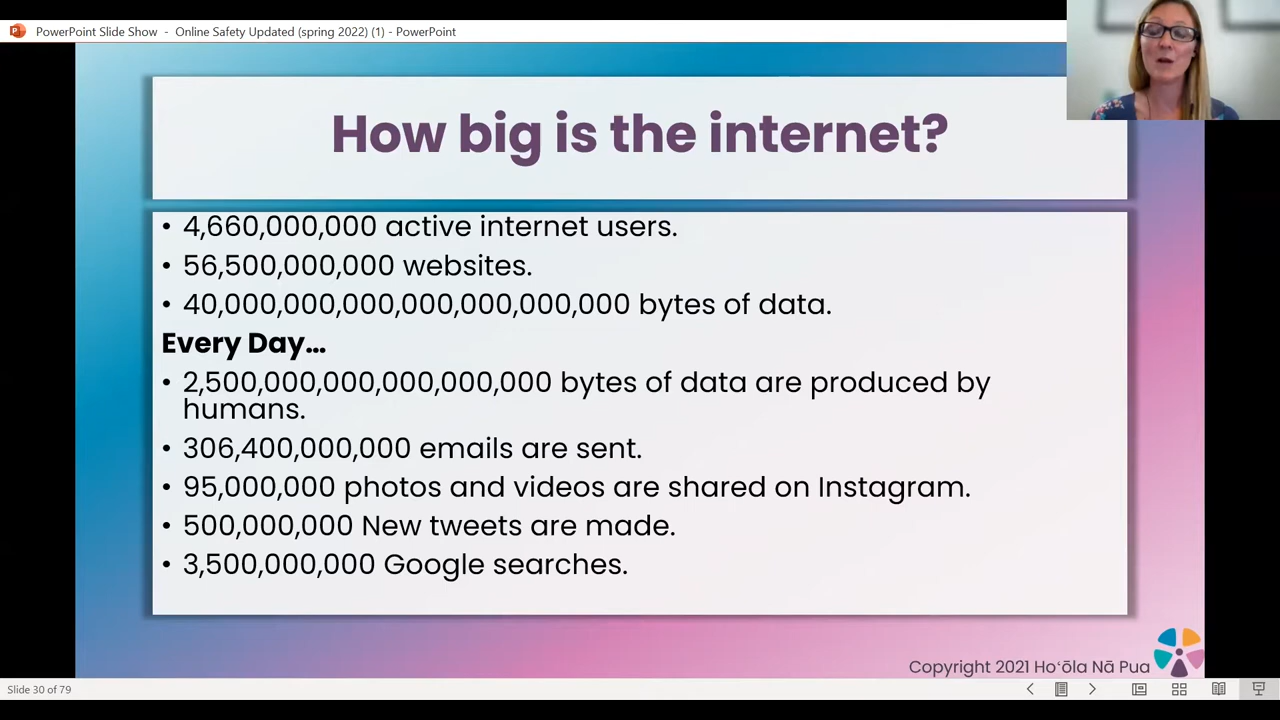 PowerPoint Slide Show - Online Safety Updated (spring 2022) (1) - PowerPoint
How big is the internet?
• 4,660,000,000 active internet users.
• 56,500,000,000 websites.
• 40,000,000,000,000,000,000,000 bytes of data.
Every Day...
• 2,500,000,000,000,000,000 bytes of data are produced by
humans.
• 306,400,000,000 emails are sent.
• 95,000,000 photos and videos are shared on Instagram.
• 500,000,000 New tweets are made.
• 3,500,000,000 Google searches.
Copyright 2021 Hoʻōla Nā Pua
Slide 30 of 79